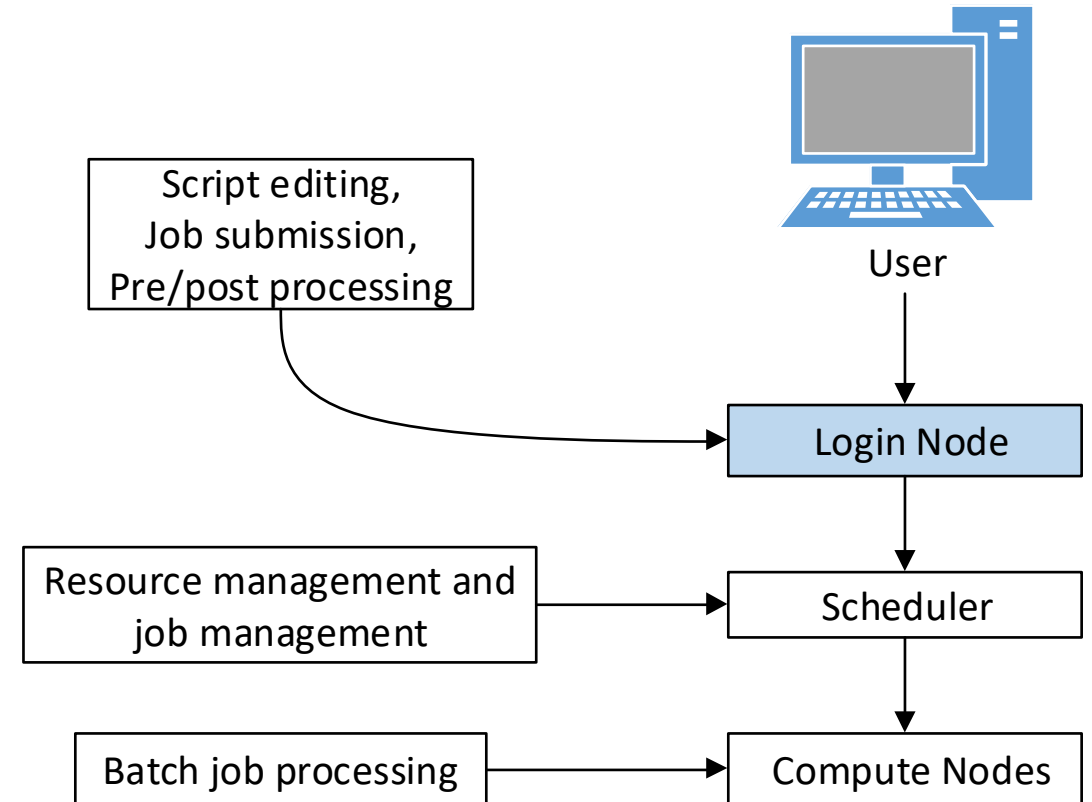 Script editing,
Job submission,
Pre/post processing
User
Login Node
Resource management and
job management
Scheduler
Batch job processing
Compute Nodes